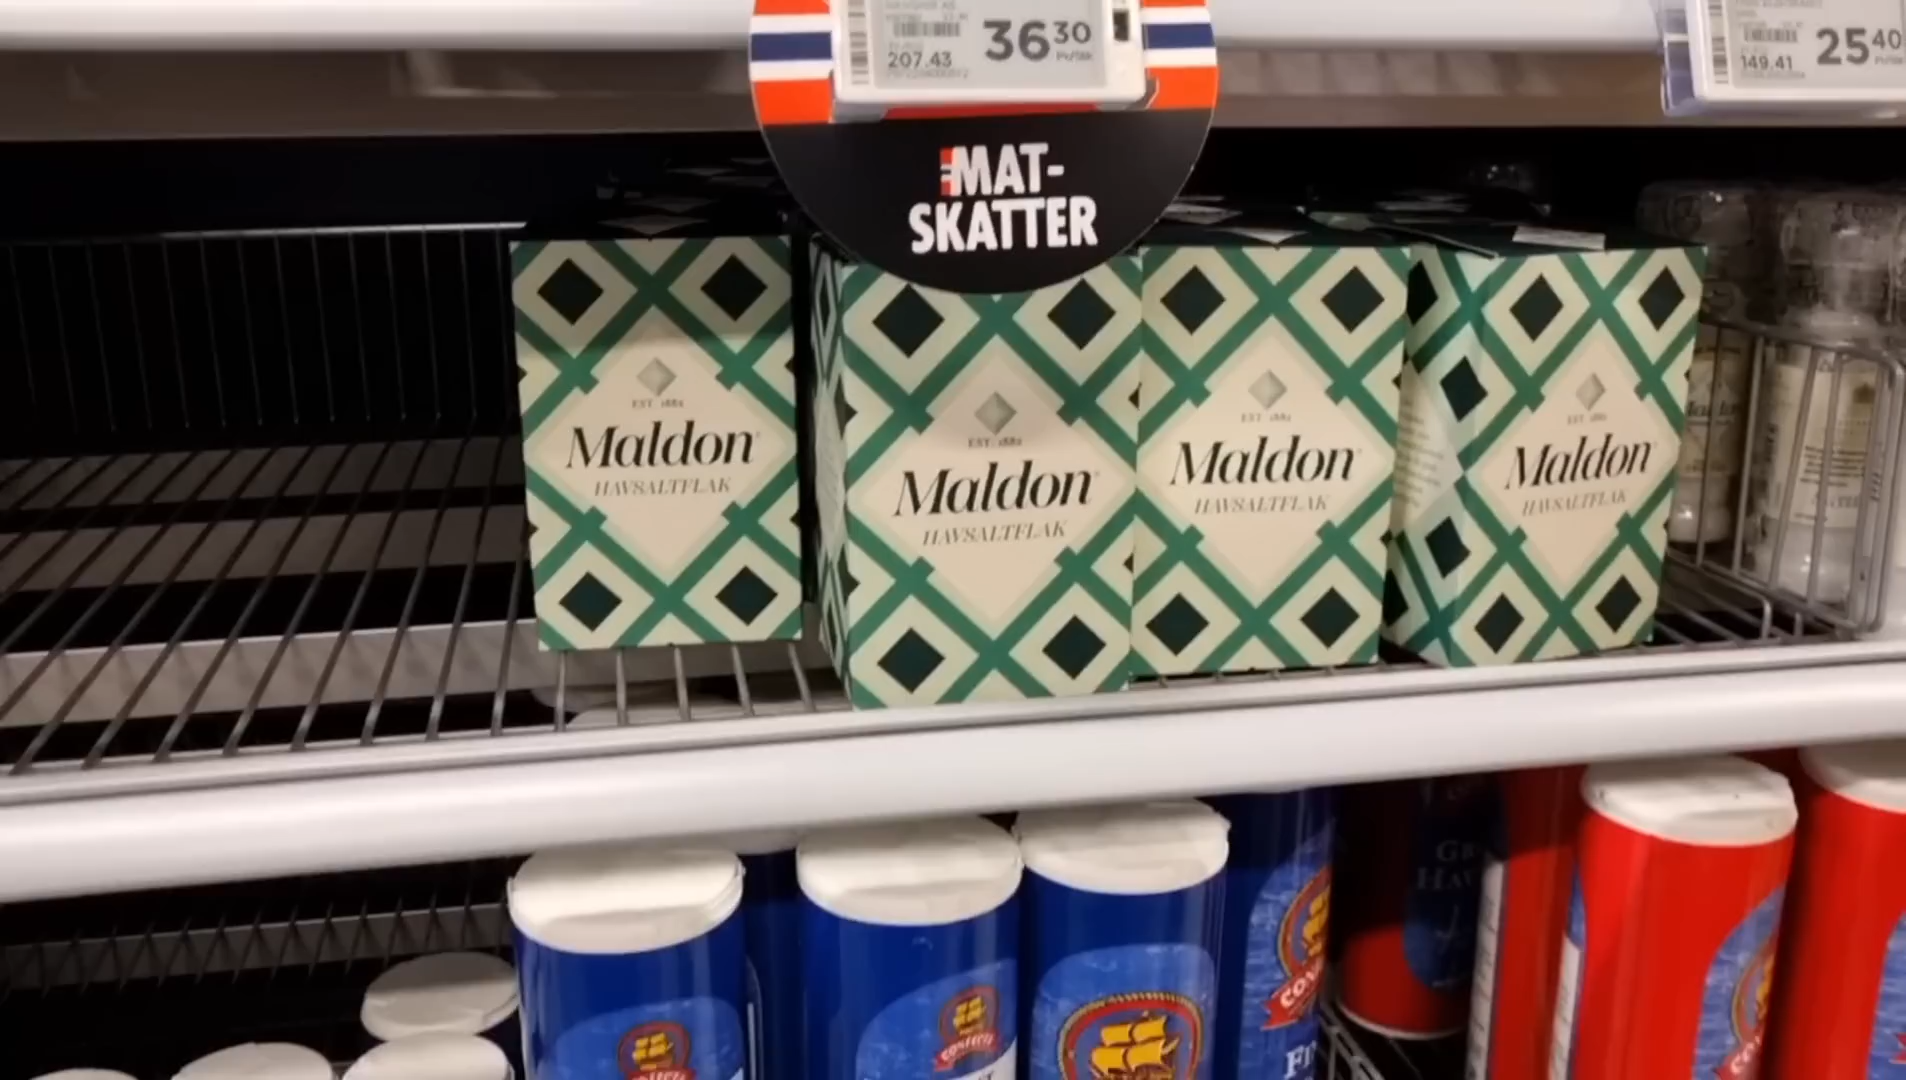 36 30
207.43
25 40
149.41
MAT-
SKATTER
EST 1882
Maldon
HAVSALTFLAK
EST 1882
Maldon
HAVSALTFLAK
EST 1882
Maldon
HAVSALTFLAK
EST 1882
Maldon
HAVSALTFLAK